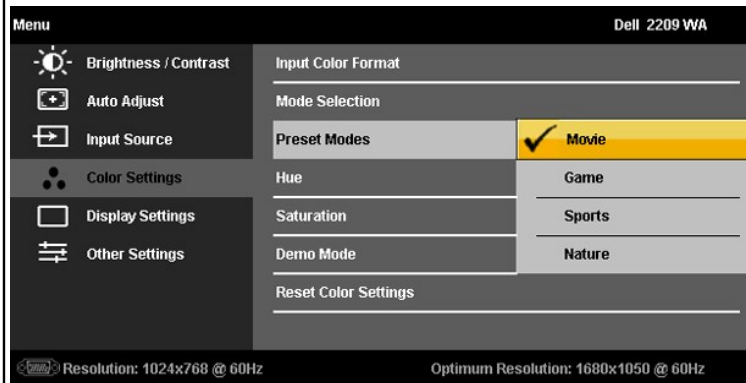 Menu
Dell 2209 WA
Brightness / Contrast
Auto Adjust
Input Source
Color Settings
Display Settings
Other Settings
Input Color Format
Mode Selection
Preset Modes
Hue
Saturation
Demo Mode
Reset Color Settings
Movie
Game
Sports
Nature
Resolution: 1024x768 @ 60Hz
Optimum Resolution: 1680x1050 @ 60Hz